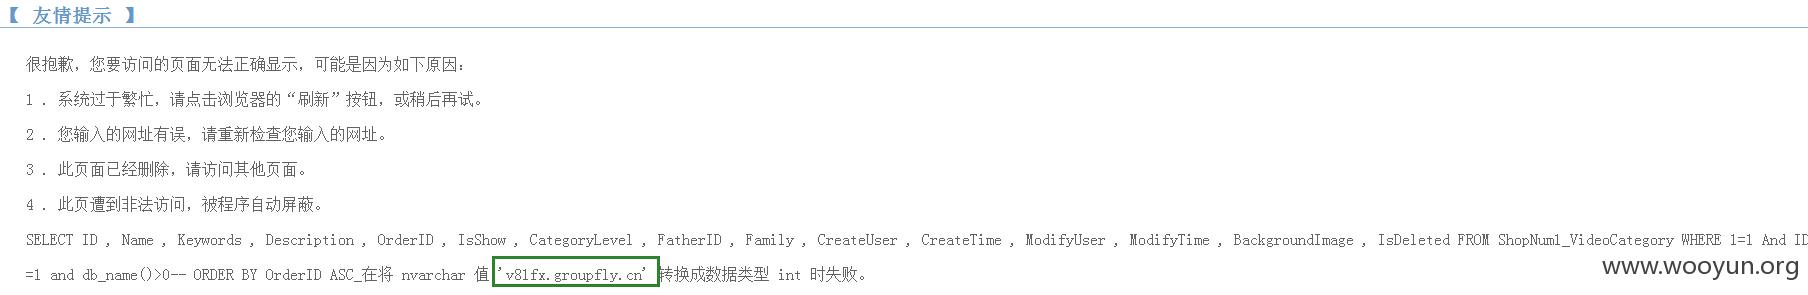 【 友情提示 】
很抱歉，您要访问的页面无法正确显示，可能是因为如下原因：
1 . 系统过于繁忙，请点击浏览器的“刷新”按钮，或稍后再试。
2 . 您输入的网址有误，请重新检查您输入的网址。
3 . 此页面已经删除，请访问其他页面。
4 . 此页遭到非法访问，被程序自动屏蔽。
SELECT ID , Name , Keywords , Description , OrderID , IsShow , CategoryLevel , FatherID , Family , CreateUser , CreateTime , ModifyUser , ModifyTime , BackgroundImage , IsDeleted FROM ShopNum1_VideoCategory WHERE 1=1 And ID
=1 and db_name()>0-- ORDER BY OrderID ASC_在将 nvarchar 值 'v81fx.groupfly.cn' 转换成数据类型 int 时失败。
www.wooyun.org